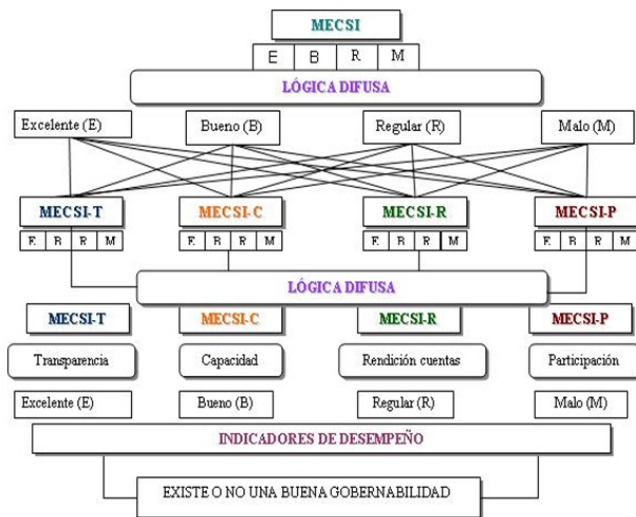 MECSI
E B R M
LÓGICA DIFUSA
Excelente (E) Bueno (B) Regular (R) Malo (M)
MECSI-T MECSI-C MECSI-R MECSI-P
E B R M E B R M E B R M E B R M
LÓGICA DIFUSA
MECSI-T MECSI-C MECSI-R MECSI-P
Transparencia Capacidad Rendición cuentas Participación
Excelente (E) Bueno (B) Regular (R) Malo (M)
INDICADORES DE DESEMPEÑO
EXISTE O NO UNA BUENA GOBERNABILIDAD